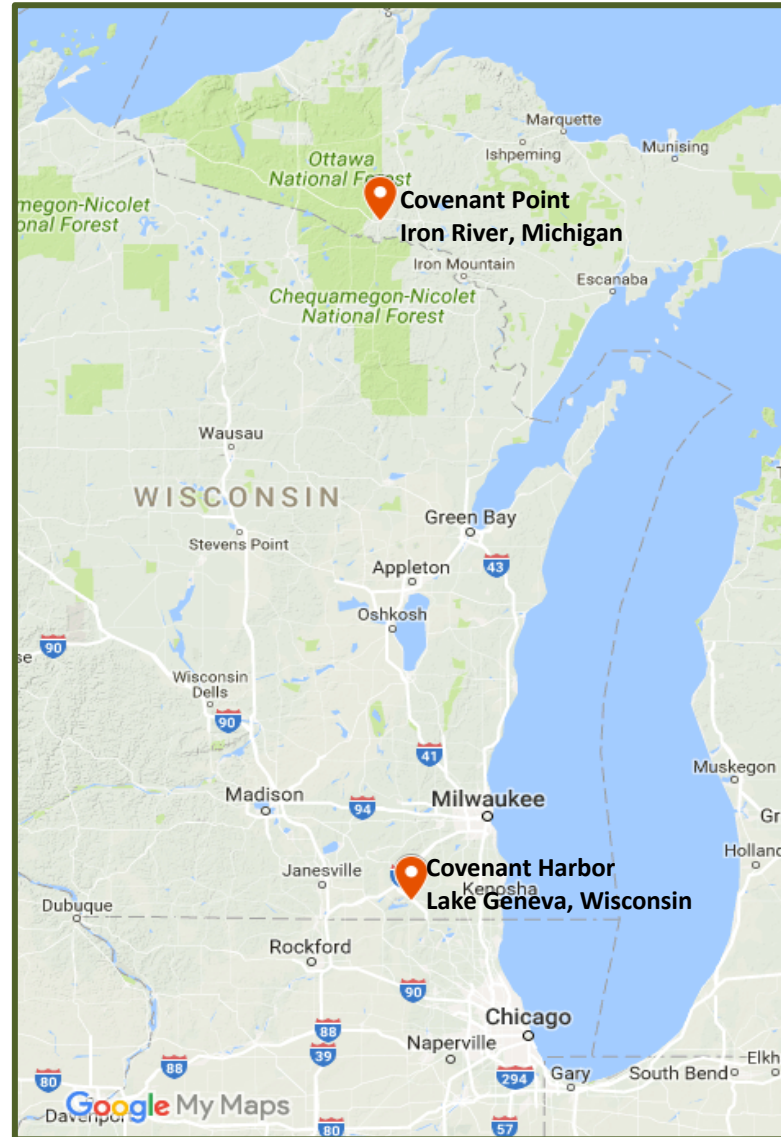 Marquette
Munising
Ishpeming
Ottawa
National Forest
Covenant Point
Iron River, Michigan
megon-Nicolet
onal Forest
Iron Mountain
Escanaba
Chequamegon-Nicolet
National Forest
Wausau
WISCONSIN
Green Bay
Stevens Point
43
Appleton
Oshkosh
90
se
Wisconsin
Dells
90
41
Muskegon
Madison
94
Milwaukee
Gr
Holland
Janesville
Covenant Harbor
Kenosha
Lake Geneva, Wisconsin
Dubuque
Rockford
90
Chicago
88
39
Naperville
88
80
294
Gary
South Bend
Elkh
Google My Maps
Davenpor
80
57